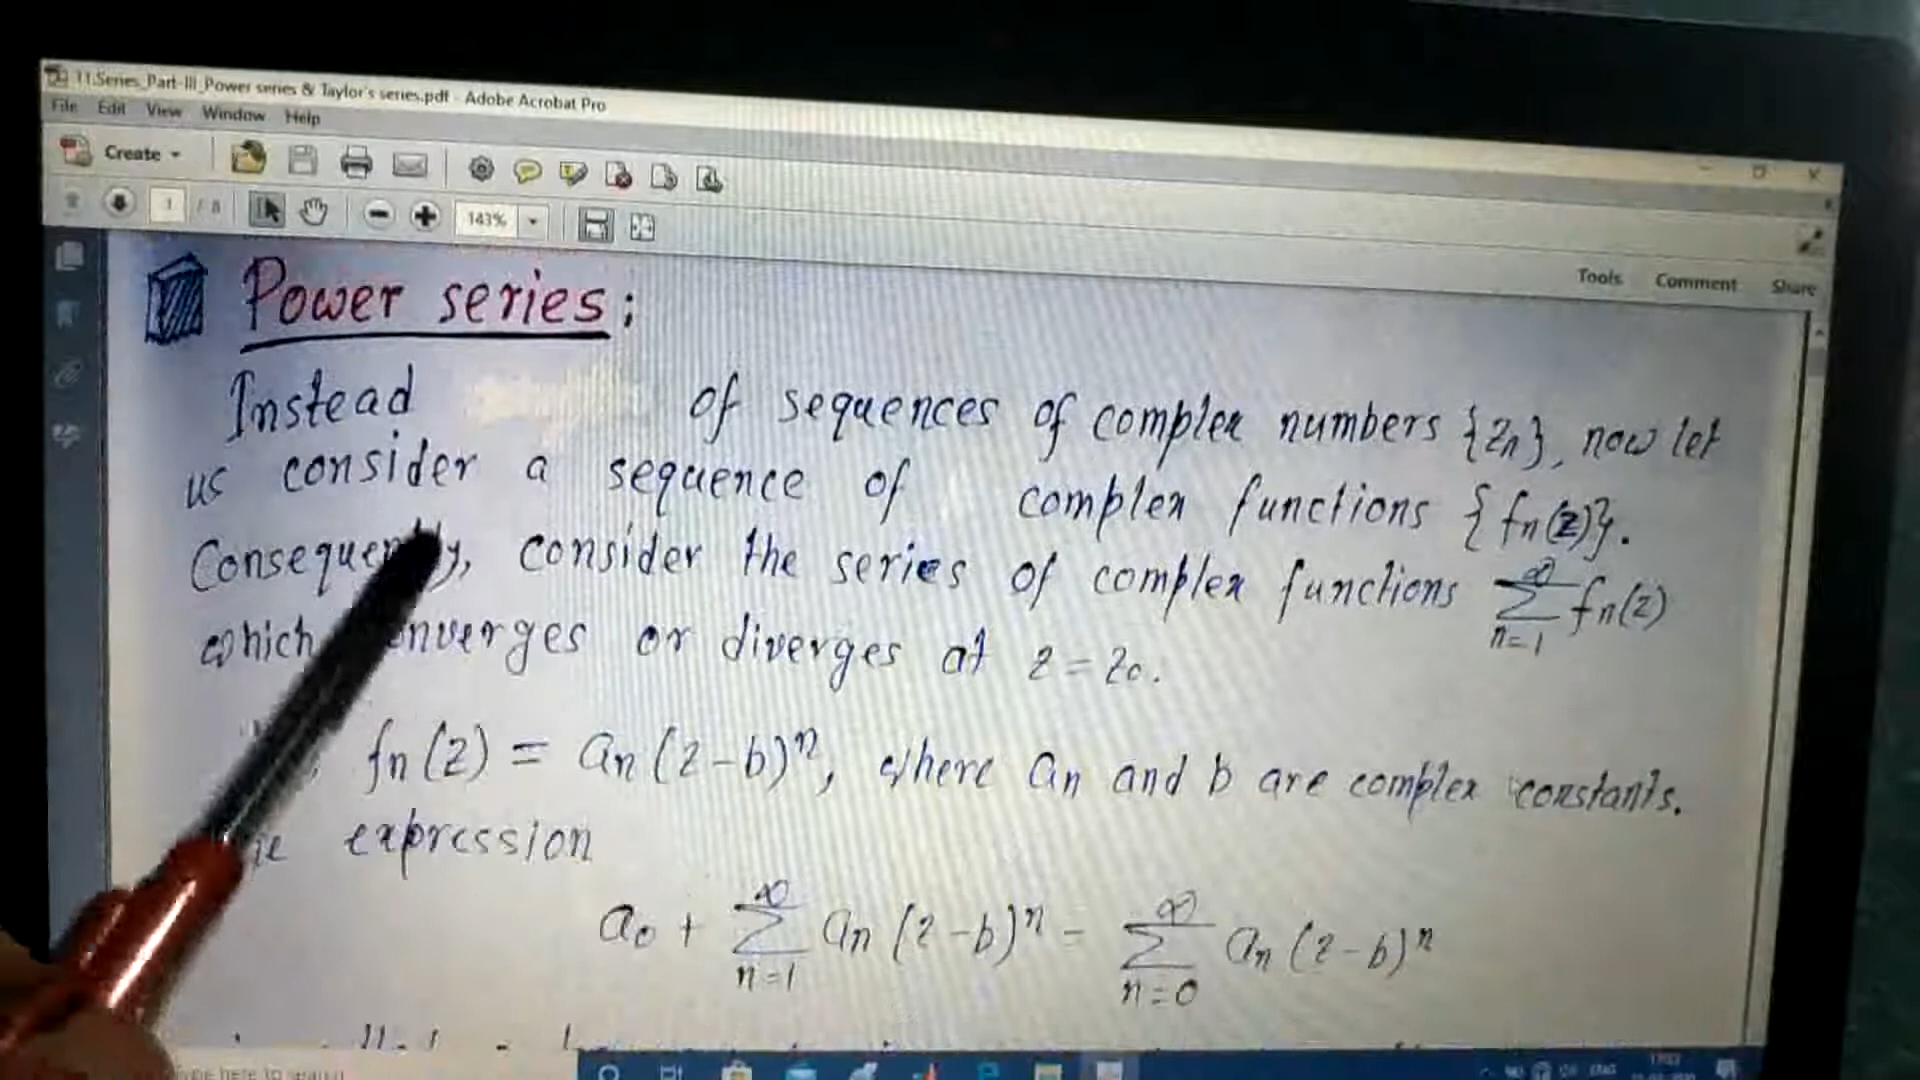 11.Series_Part-III_Power series & Taylor's series.pdf - Adobe Acrobat Pro
File Edit View Window Help
Create
1 / 8 143%
Tools Comment Share
Power series:
Instead of sequences of complex numbers {zn}, now let
us consider a sequence of complex functions {fn(z)}.
consider the series of complex functions ∞∑n=1 fn(z)
which or diverges at z = z0.
fn(z) = an(z-b)^n, where an and b are complex constants.
expression
a0 + ∞∑n=1 an(z-b)^n = ∞∑n=0 an(z-b)^n